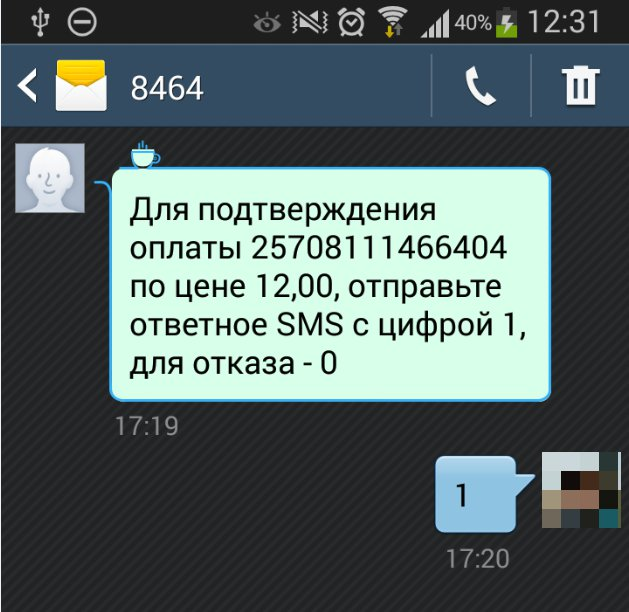 40% 12:31
8464
Для подтверждения
оплаты 25708111466404
по цене 12,00, отправьте
ответное SMS с цифрой 1,
для отказа - 0
17:19
1
17:20